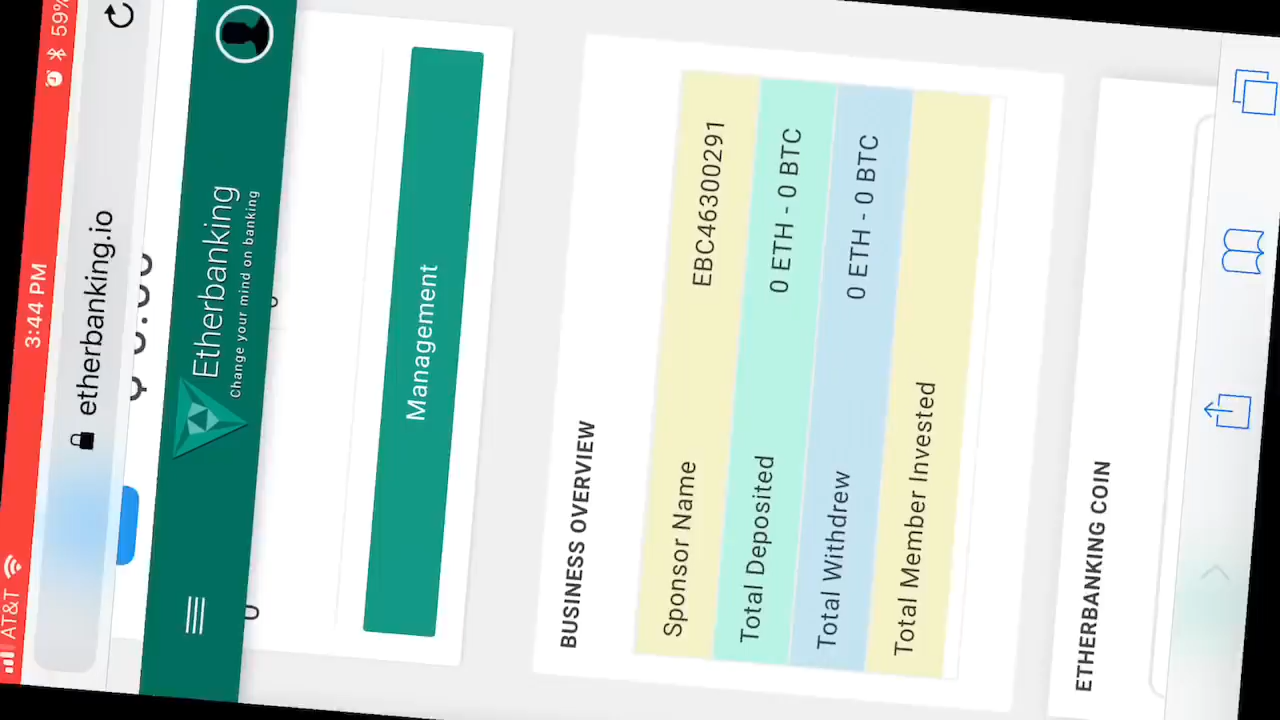 AT&T 3:44 PM 59%
etherbanking.io
Etherbanking
Change your mind on banking
Management
BUSINESS OVERVIEW
Sponsor Name EBC46300291
Total Deposited 0 ETH - 0 BTC
Total Withdrew 0 ETH - 0 BTC
Total Member Invested
ETHERBANKING COIN